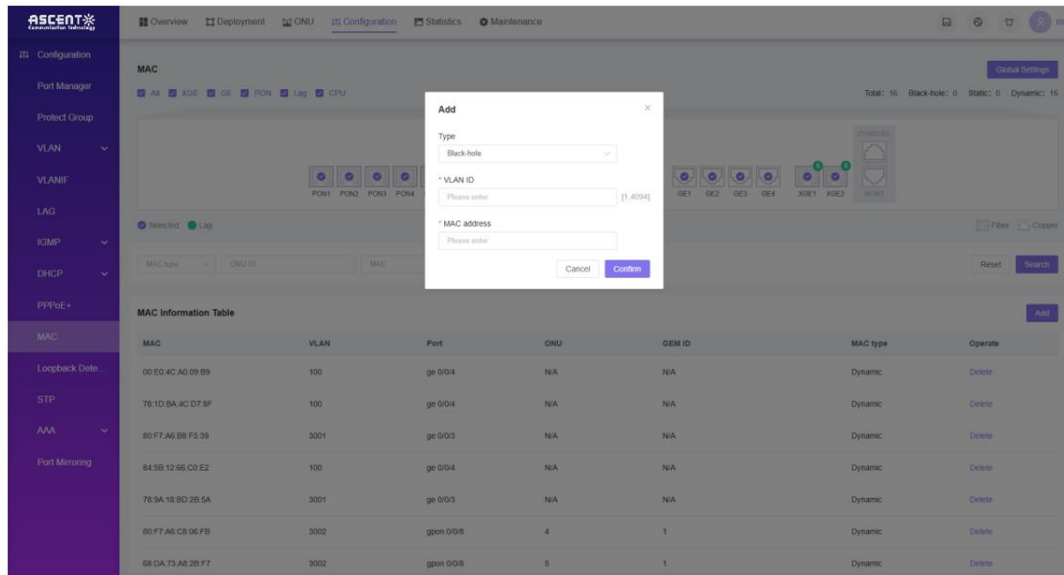 ASCENT
Communication Technology
Overview Deployment ONU Configuration Statistics Maintenance
Configuration
Port Manager
Protect Group
VLAN
VLANIF
LAG
IGMP
DHCP
PPPoE+
MAC
Loopback Dete...
STP
AAA
Port Mirroring
MAC
Global Settings
All XGE GE PON Lag CPU
Total: 16 Black-hole: 0 Static: 0 Dynamic: 16
PON1 PON2 PON3 PON4
GE1 GE2 GE3 GE4 XGE1 XGE2
Selected Lag
Fiber Copper
MAC type ONU ID MAC
Reset Search
Add
Type
Black-hole
* VLAN ID
Please enter [1,4094]
* MAC address
Please enter
Cancel Confirm
MAC Information Table
Add
MAC VLAN Port ONU GEM ID MAC type Operate
00:E0:4C:A0:09:B9 100 ge 0/0/4 N/A N/A Dynamic Delete
78:1D:BA:4C:D7:8F 100 ge 0/0/4 N/A N/A Dynamic Delete
80:F7:A6:B8:F5:39 3001 ge 0/0/3 N/A N/A Dynamic Delete
84:5B:12:66:C0:E2 100 ge 0/0/4 N/A N/A Dynamic Delete
78:9A:18:BD:2B:5A 3001 ge 0/0/3 N/A N/A Dynamic Delete
80:F7:A6:C8:06:FB 3002 gpon 0/0/8 4 1 Dynamic Delete
68:DA:73:A8:2B:F7 3002 gpon 0/0/8 5 1 Dynamic Delete